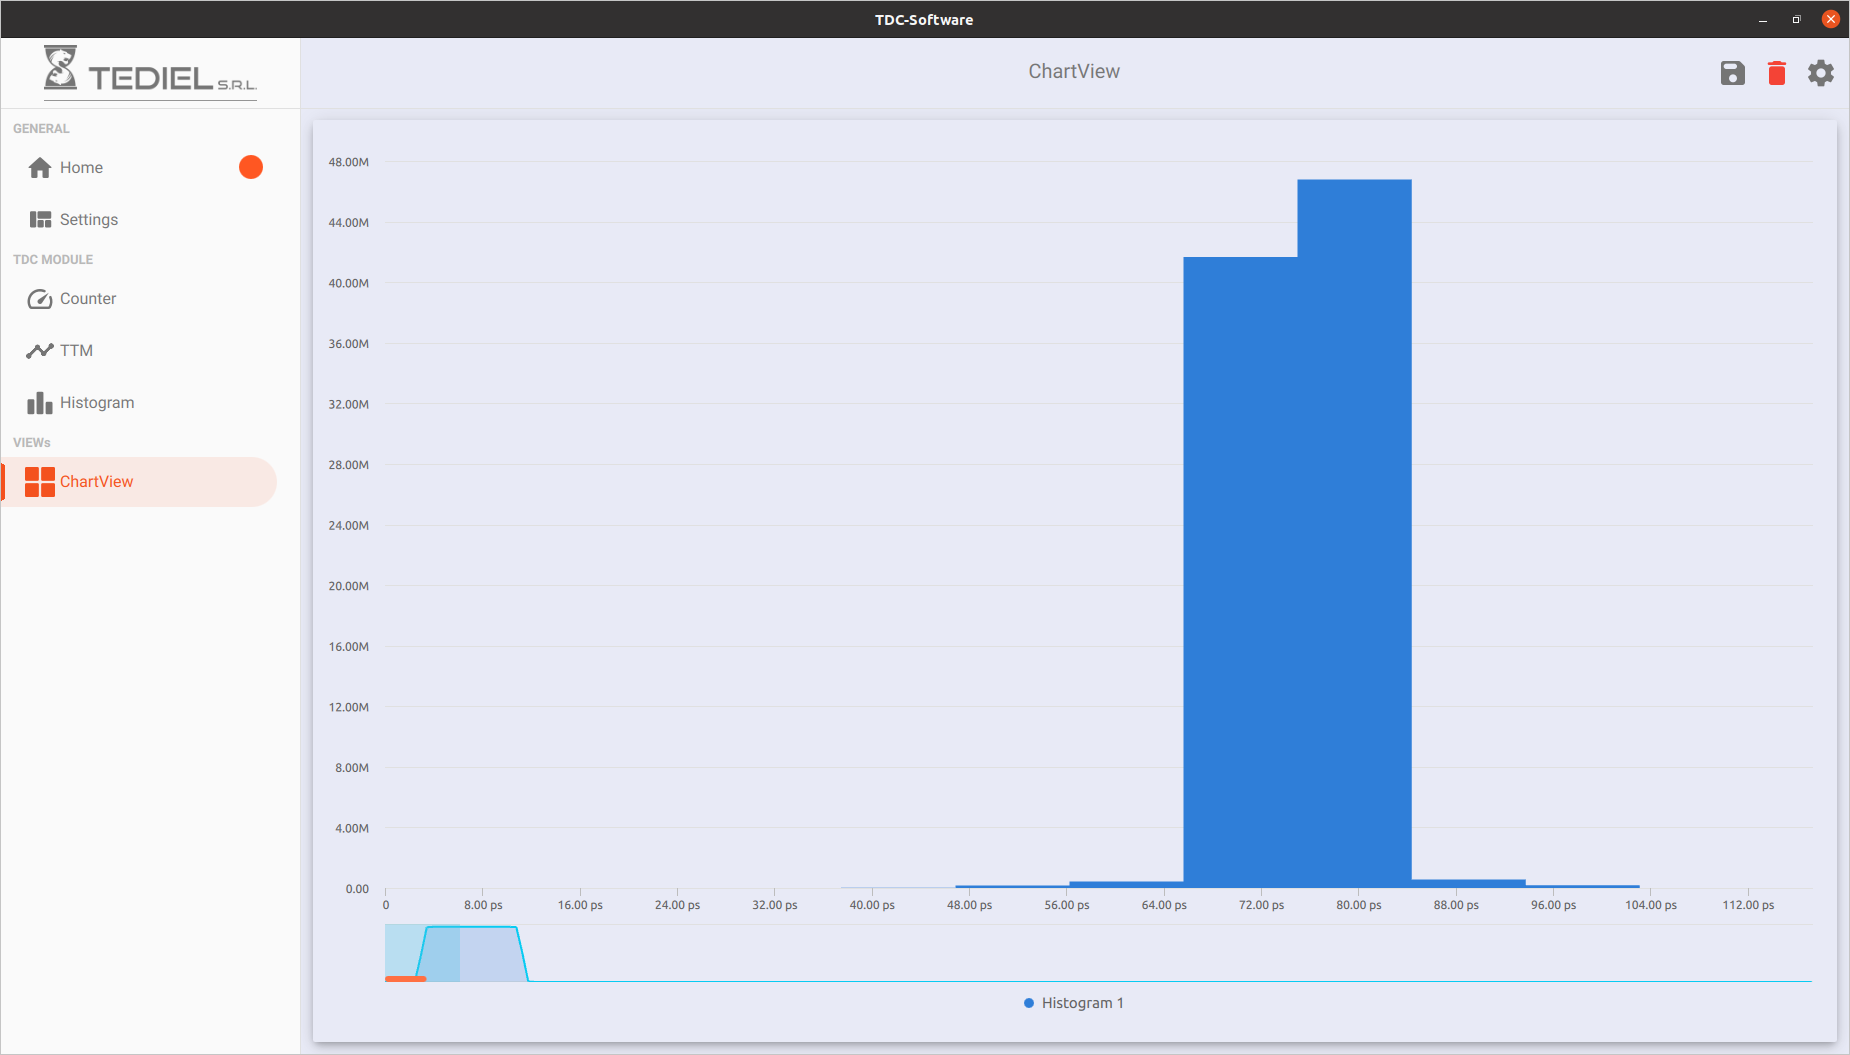 TDC-Software
TEDIEL S.R.L.
ChartView
GENERAL
Home
Settings
TDC MODULE
Counter
TTM
Histogram
VIEWs
ChartView
48.00M
44.00M
40.00M
36.00M
32.00M
28.00M
24.00M
20.00M
16.00M
12.00M
8.00M
4.00M
0.00
0 8.00 ps 16.00 ps 24.00 ps 32.00 ps 40.00 ps 48.00 ps 56.00 ps 64.00 ps 72.00 ps 80.00 ps 88.00 ps 96.00 ps 104.00 ps 112.00 ps
Histogram 1